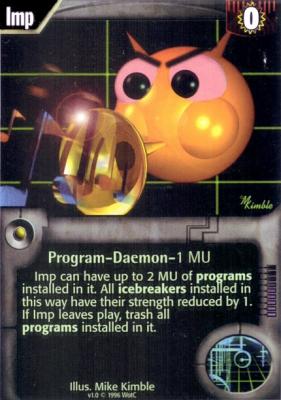 Imp
0
Mike
Kimble
Program-Daemon-1 MU
Imp can have up to 2 MU of programs
installed in it. All icebreakers installed in
this way have their strength reduced by 1.
If Imp leaves play, trash all
programs installed in it.
Illus. Mike Kimble
v1.0 © 1996 WotC